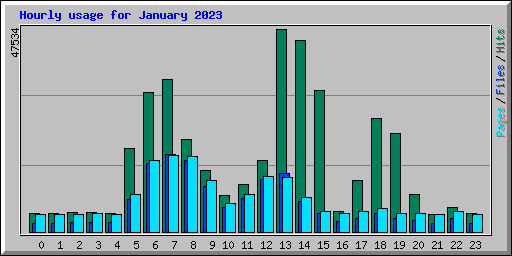 Hourly usage for January 2023
47534
Pages / Files / Hits
0 1 2 3 4 5 6 7 8 9 10 11 12 13 14 15 16 17 18 19 20 21 22 23